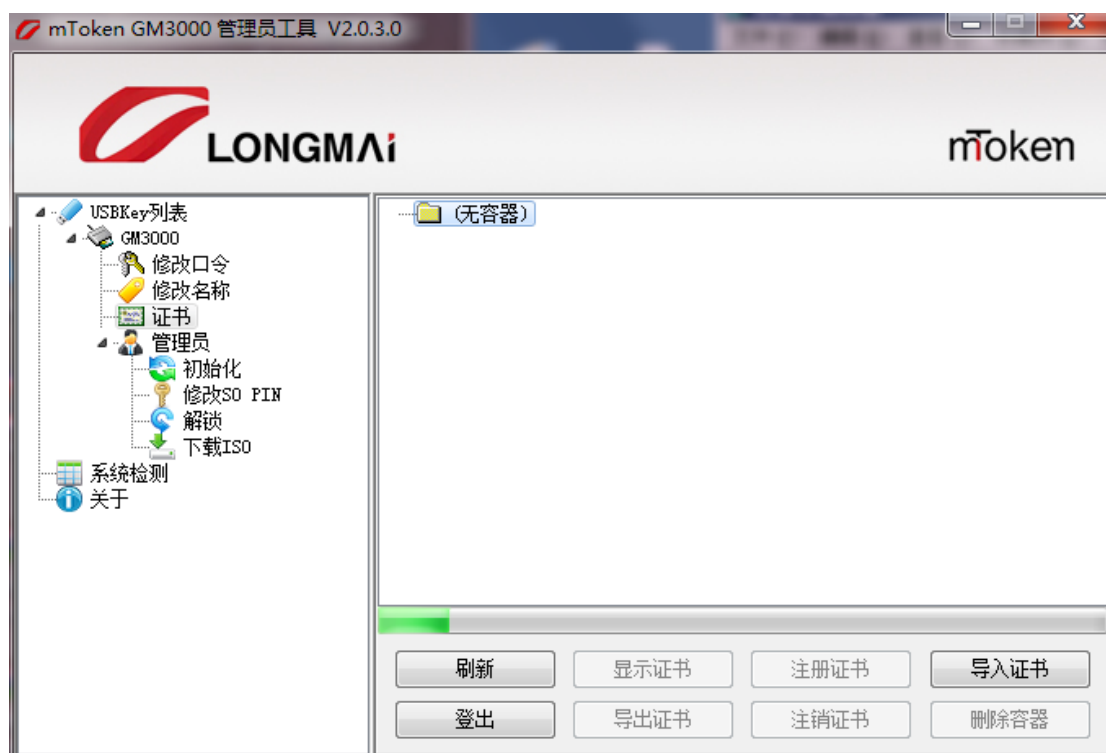 mToken GM3000 管理员工具 V2.0.3.0
LONGMAi
mToken
USBKey列表
GM3000
修改口令
修改名称
证书
管理员
初始化
修改SO PIN
解锁
下载ISO
系统检测
关于
(无容器)
刷新 显示证书 注册证书 导入证书
登出 导出证书 注销证书 删除容器